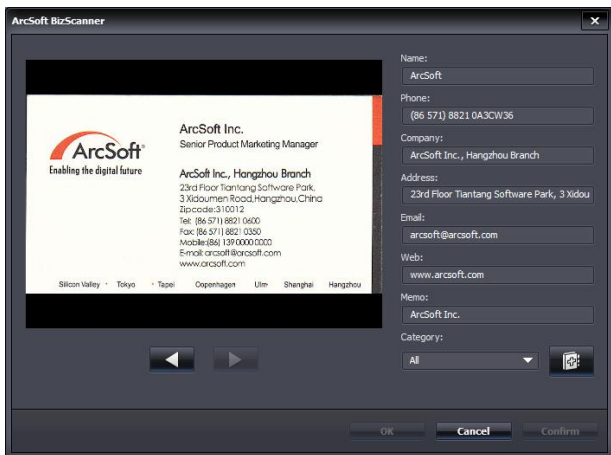 ArcSoft BizScanner
ArcSoft
Enabling the digital future
ArcSoft Inc.
Senior Product Marketing Manager
ArcSoft Inc., Hangzhou Branch
23rd Floor Tiantang Software Park,
3 Xidoumen Road,Hangzhou,China
Zipcode:310012
Tel: (86 571) 8821 0600
Fax: (86 571) 8821 0350
Mobile:(86) 139 0000 0000
E-mail: arcsoft@arcsoft.com
www.arcsoft.com
Silicon Valley · Tokyo · Tapei Copenhagen Ulm Shanghai Hangzhou
Name:
ArcSoft
Phone:
(86 571) 8821 0A3CW36
Company:
ArcSoft Inc., Hangzhou Branch
Address:
23rd Floor Tiantang Software Park, 3 Xidou
Email:
arcsoft@arcsoft.com
Web:
www.arcsoft.com
Memo:
ArcSoft Inc.
Category:
All
OK Cancel Confirm